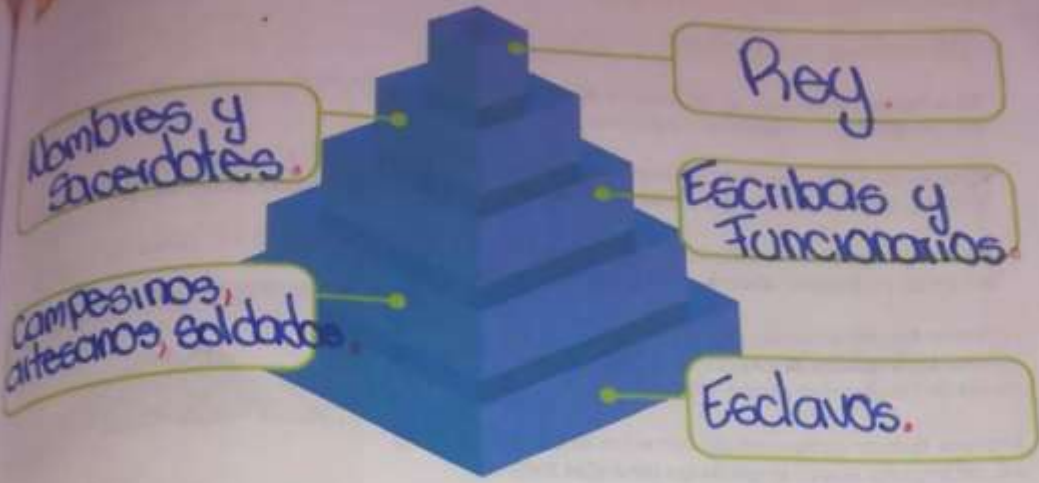 Rey.
Nombres y
sacerdotes.
Escribas y
Funcionarios.
campesinos,
artesanos, soldados.
Esclavos.